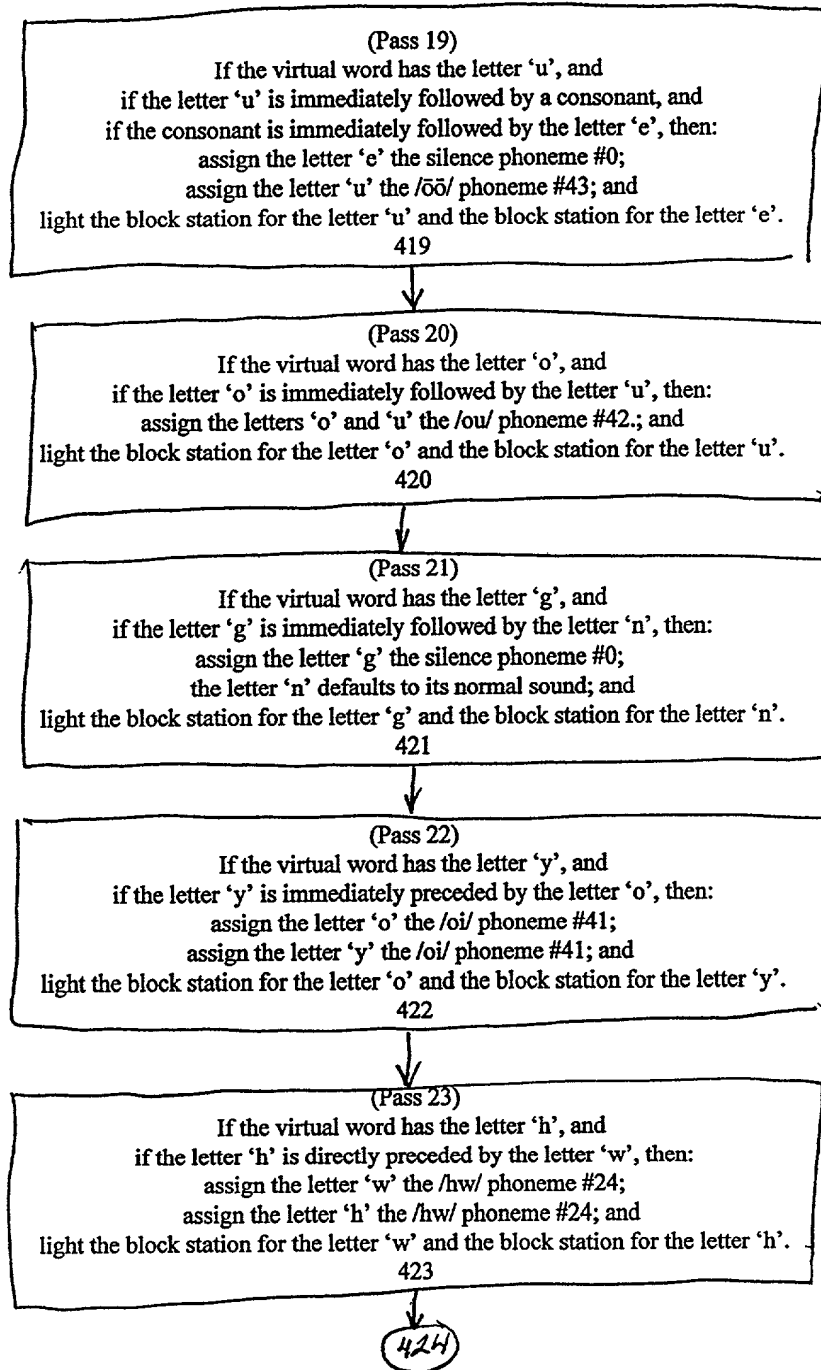 (Pass 19)
If the virtual word has the letter ‘u’, and
if the letter ‘u’ is immediately followed by a consonant, and
if the consonant is immediately followed by the letter ‘e’, then:
assign the letter ‘e’ the silence phoneme #0;
assign the letter ‘u’ the /o̅o̅/ phoneme #43; and
light the block station for the letter ‘u’ and the block station for the letter ‘e’.
419
(Pass 20)
If the virtual word has the letter ‘o’, and
if the letter ‘o’ is immediately followed by the letter ‘u’, then:
assign the letters ‘o’ and ‘u’ the /ou/ phoneme #42.; and
light the block station for the letter ‘o’ and the block station for the letter ‘u’.
420
(Pass 21)
If the virtual word has the letter ‘g’, and
if the letter ‘g’ is immediately followed by the letter ‘n’, then:
assign the letter ‘g’ the silence phoneme #0;
the letter ‘n’ defaults to its normal sound; and
light the block station for the letter ‘g’ and the block station for the letter ‘n’.
421
(Pass 22)
If the virtual word has the letter ‘y’, and
if the letter ‘y’ is immediately preceded by the letter ‘o’, then:
assign the letter ‘o’ the /oi/ phoneme #41;
assign the letter ‘y’ the /oi/ phoneme #41; and
light the block station for the letter ‘o’ and the block station for the letter ‘y’.
422
(Pass 23)
If the virtual word has the letter ‘h’, and
if the letter ‘h’ is directly preceded by the letter ‘w’, then:
assign the letter ‘w’ the /hw/ phoneme #24;
assign the letter ‘h’ the /hw/ phoneme #24; and
light the block station for the letter ‘w’ and the block station for the letter ‘h’.
423
424